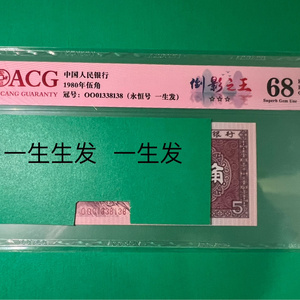 ACG
CANG GUARANTY
中国人民银行
1980年伍角
冠号：OO01338138（永恒号 一生发）
倒影之王
☆☆☆
68
Superb Gem Unc
一生生发 一生发
银行
角
5